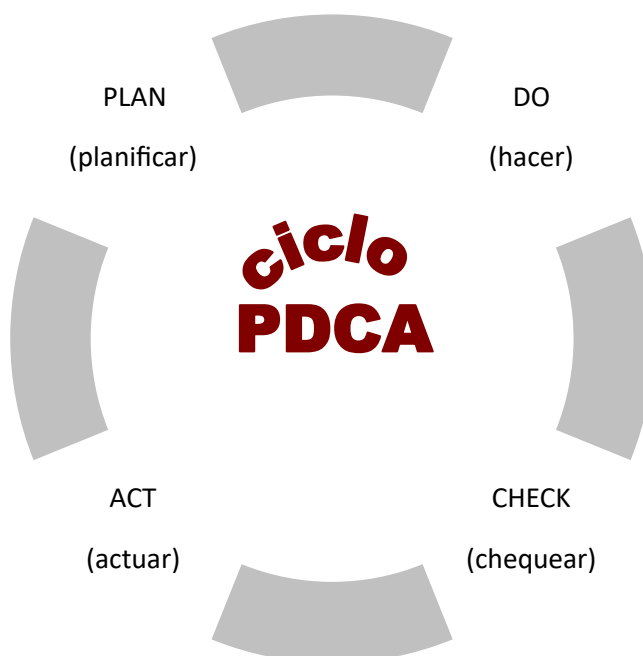 PLAN
(planificar)
DO
(hacer)
ciclo
PDCA
ACT
(actuar)
CHECK
(chequear)